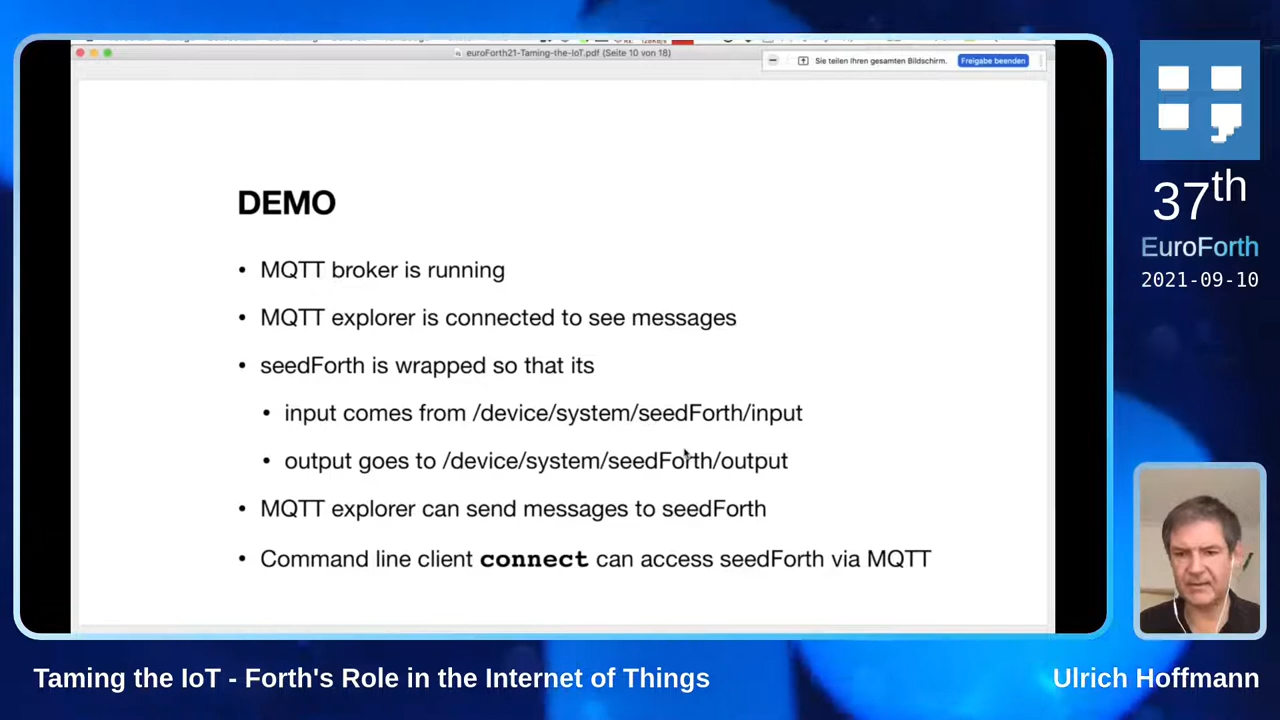 euroForth21-Taming-the-IoT.pdf (Seite 10 von 18)
Sie teilen Ihren gesamten Bildschirm. Freigabe beenden
DEMO
• MQTT broker is running
• MQTT explorer is connected to see messages
• seedForth is wrapped so that its
• input comes from /device/system/seedForth/input
• output goes to /device/system/seedForth/output
• MQTT explorer can send messages to seedForth
• Command line client connect can access seedForth via MQTT
37th
EuroForth
2021-09-10
Taming the IoT - Forth's Role in the Internet of Things
Ulrich Hoffmann